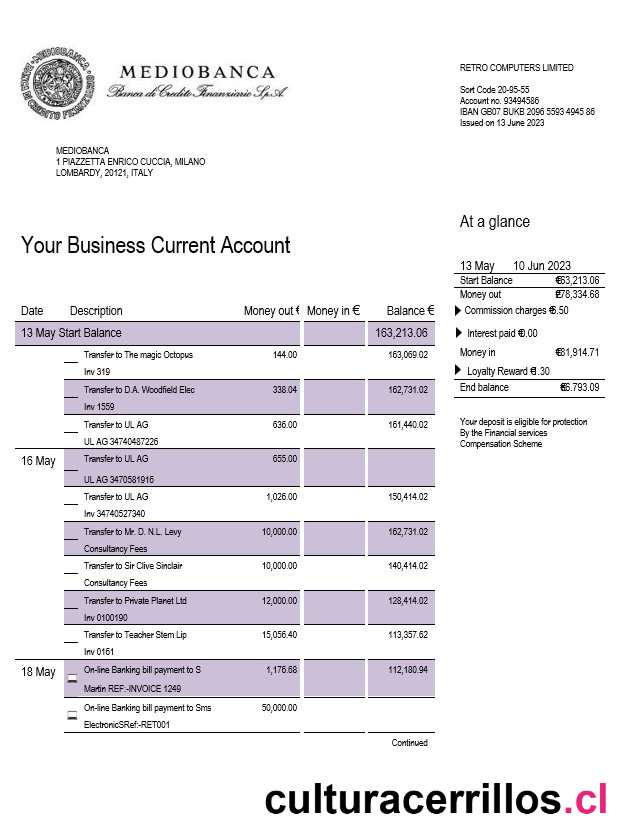 MEDIOBANCA
Banca di Credito Finanziario S.p.A.
RETRO COMPUTERS LIMITED
Sort Code 20-95-55
Account no. 93494586
IBAN GB07 BUKB 2096 5593 4945 86
Issued on 13 June 2023
MEDIOBANCA
1 PIAZZETTA ENRICO CUCCIA, MILANO
LOMBARDY, 20121, ITALY
Your Business Current Account
At a glance
13 May 10 Jun 2023
Start Balance 63,213.06
Money out 78,334.68
Commission charges €6.50
Interest paid €0.00
Money in 31,914.71
Loyalty Reward €1.30
End balance 6.793.09
Your deposit is eligible for protection
By the Financial services
Compensation Scheme
Date Description Money out € Money in € Balance €
13 May Start Balance 163,213.06
Transfer to The magic Octopus 144.00 163,069.02
Inv 319
Transfer to D.A. Woodfield Elec 338.04 162,731.02
Inv 1559
Transfer to UL AG 636.00 161,440.02
UL AG 34740487226
16 May Transfer to UL AG 655.00
UL AG 3470581916
Transfer to UL AG 1,026.00 150,414.02
Inv 34740527340
Transfer to Mr. D. N.L. Levy 10,000.00 162,731.02
Consultancy Fees
Transfer to Sir Clive Sinclair 10,000.00 140,414.02
Consultancy Fees
Transfer to Private Planet Ltd 12,000.00 128,414.02
Inv 0100190
Transfer to Teacher Stem Lip 15,056.40 113,357.62
Inv 0161
18 May On-line Banking bill payment to S 1,176.68 112,180.94
Martin REF:-INVOICE 1249
On-line Banking bill payment to Sms 50,000.00
ElectronicSRef:-RET001
Continued
culturacerrillos.cl